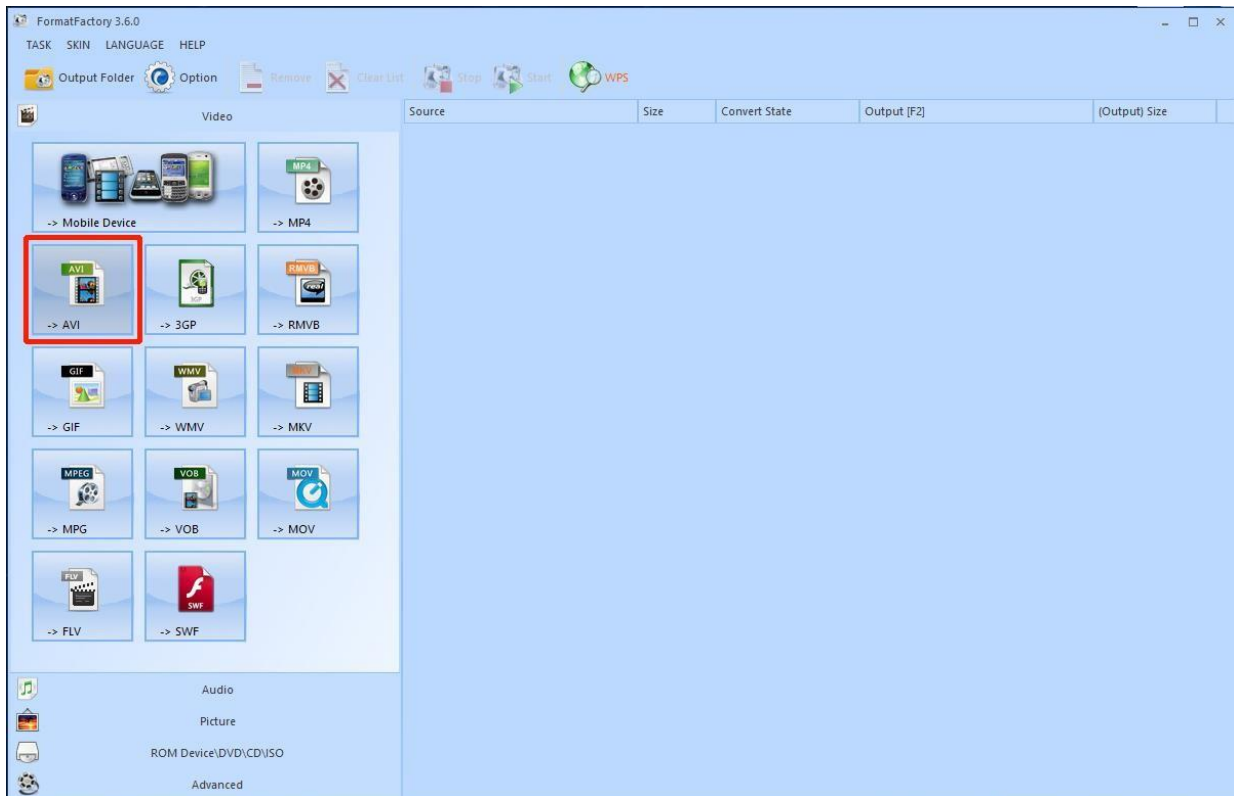 FormatFactory 3.6.0
TASK SKIN LANGUAGE HELP
Output Folder Option Remove Clear List Stop Start WPS
Video
Source Size Convert State Output [F2] (Output) Size
MP4
-> Mobile Device -> MP4
AVI 3GP RMVB real
-> AVI -> 3GP -> RMVB
GIF WMV MKV
-> GIF -> WMV -> MKV
MPEG VOB MOV
-> MPG -> VOB -> MOV
FLV SWF
-> FLV -> SWF
Audio
Picture
ROM Device\DVD\CD\ISO
Advanced